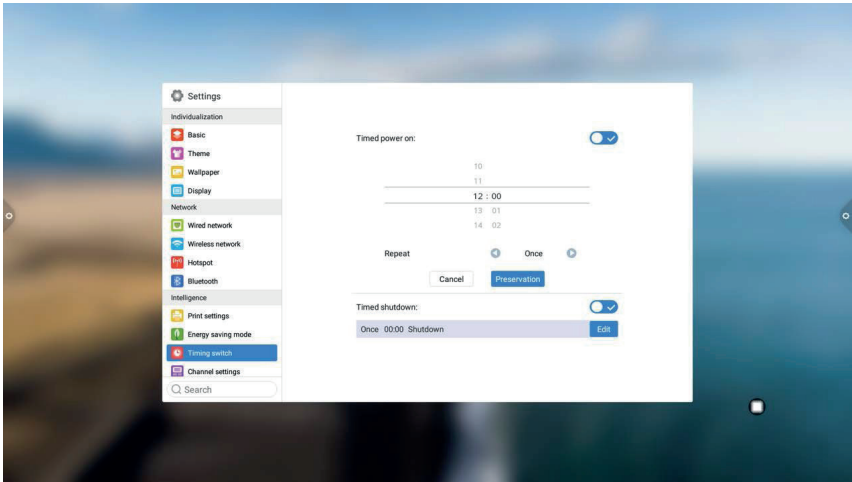 Settings
Individualization
Basic
Theme
Wallpaper
Display
Network
Wired network
Wireless network
Hotspot
Bluetooth
Intelligence
Print settings
Energy saving mode
Timing switch
Channel settings
Search
Timed power on:
10
11
12 : 00
13 01
14 02
Repeat Once
Cancel Preservation
Timed shutdown:
Once 00:00 Shutdown Edit